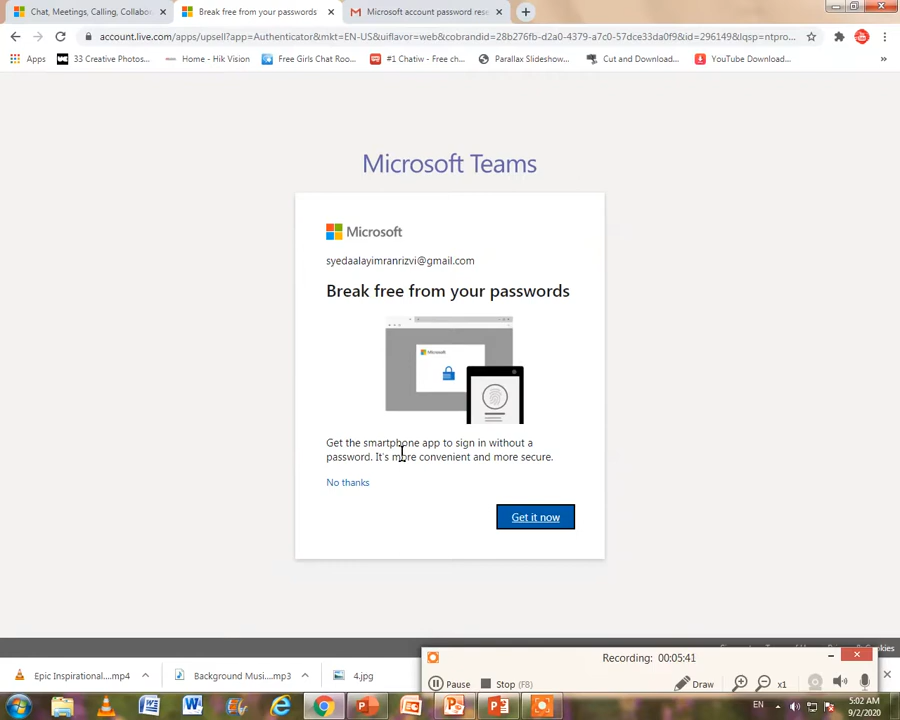 Chat, Meetings, Calling, Collabo
Break free from your passwords
Microsoft account password rese
account.live.com/apps/upsell?app=Authenticator&mkt=EN-US&uiflavor=web&cobrandid=28b276fb-d2a0-4379-a7c0-57dce33da0f9&id=296149&lqsp=ntpro...
Apps
33 Creative Photos...
Home - Hik Vision
Free Girls Chat Roo...
#1 Chatiw - Free ch...
Parallax Slideshow...
Cut and Download...
YouTube Download...
Microsoft Teams
Microsoft
syedaalayimranrizvi@gmail.com
Break free from your passwords
Microsoft
Get the smartphone app to sign in without a
password. It's more convenient and more secure.
No thanks
Get it now
Recording: 00:05:41
Epic Inspirational....mp4
Background Musi....mp3
4.jpg
Pause
Stop (F8)
Draw
x1
EN
5:02 AM
9/2/2020